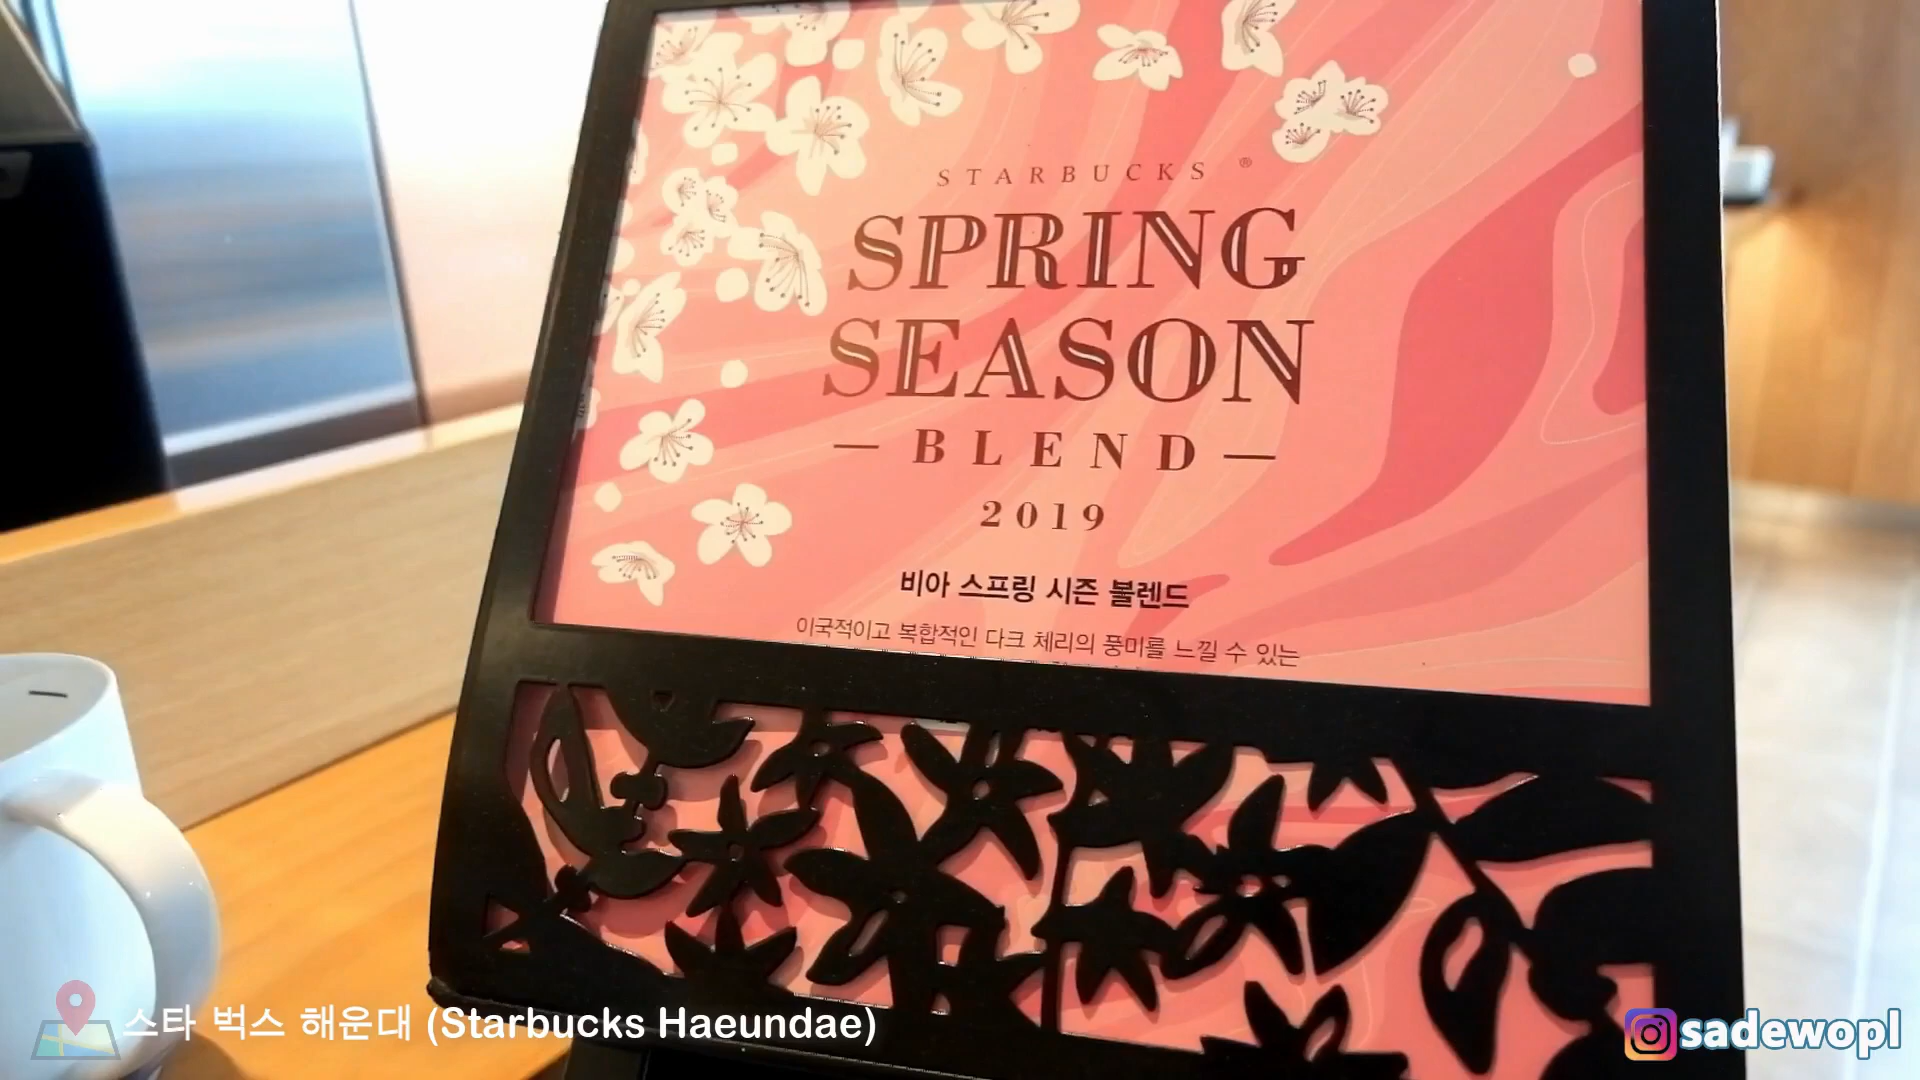 STARBUCKS ®
SPRING
SEASON
— BLEND —
2019
비아 스프링 시즌 블렌드
이국적이고 복합적인 다크 체리의 풍미를 느낄 수 있는
스타 벅스 해운대 (Starbucks Haeundae)
sadewopl